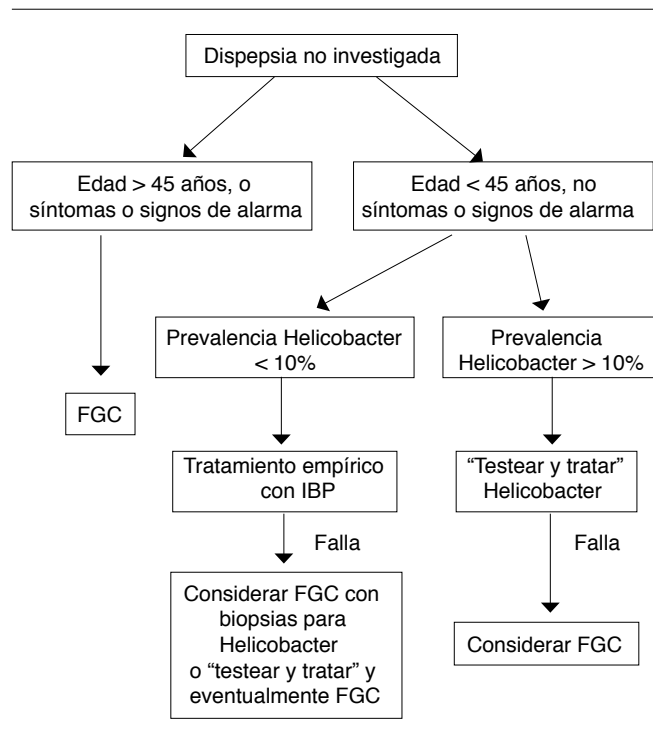 Dispepsia no investigada
Edad > 45 años, o
síntomas o signos de alarma
Edad < 45 años, no
síntomas o signos de alarma
Prevalencia Helicobacter
< 10%
Prevalencia
Helicobacter > 10%
FGC
Tratamiento empírico
con IBP
“Testear y tratar”
Helicobacter
Falla
Falla
Considerar FGC con
biopsias para
Helicobacter
o “testear y tratar” y
eventualmente FGC
Considerar FGC